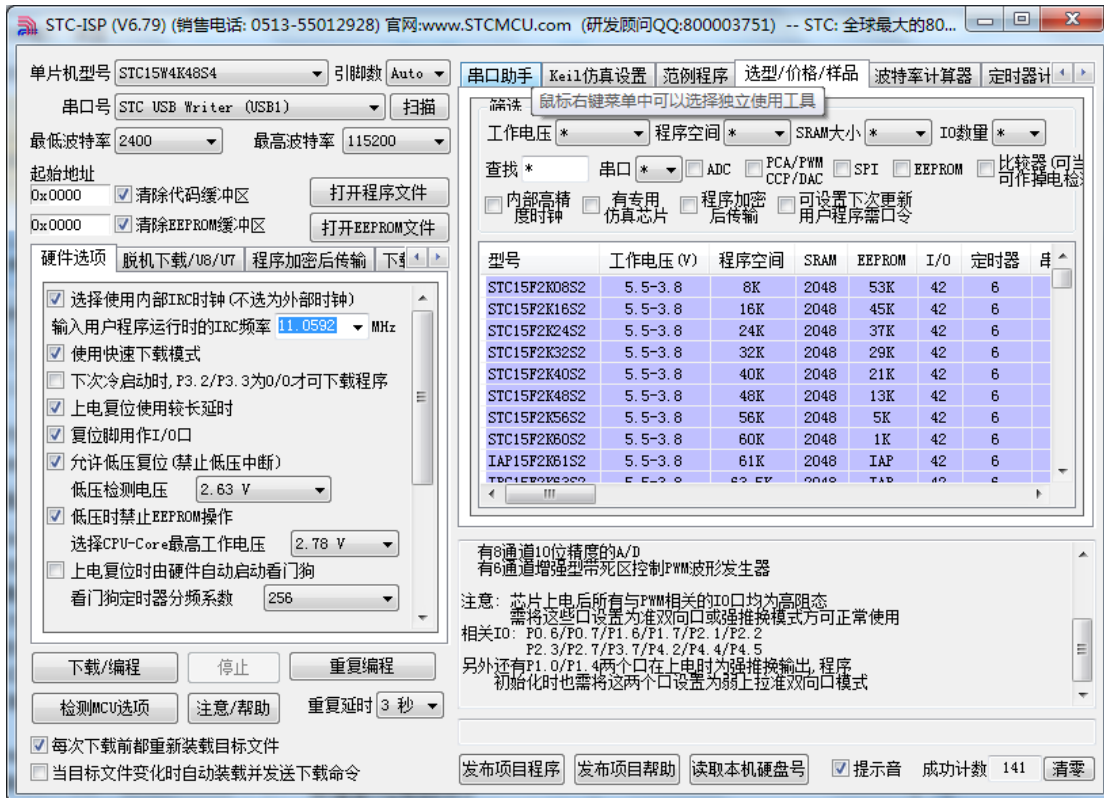 STC-ISP (V6.79) (销售电话: 0513-55012928) 官网:www.STCMCU.com (研发顾问QQ:800003751) -- STC: 全球最大的80...
单片机型号 STC15W4K48S4 引脚数 Auto
串口号 STC USB Writer (USB1) 扫描
最低波特率 2400 最高波特率 115200
起始地址
0x0000 清除代码缓冲区 打开程序文件
0x0000 清除EEPROM缓冲区 打开EEPROM文件
硬件选项 脱机下载/U8/U7 程序加密后传输
选择使用内部IRC时钟(不选为外部时钟)
输入用户程序运行时的IRC频率 11.0592 MHz
使用快速下载模式
下次冷启动时,P3.2/P3.3为0/0才可下载程序
上电复位使用较长延时
复位脚用作I/O口
允许低压复位(禁止低压中断)
低压检测电压 2.63 V
低压时禁止EEPROM操作
选择CPU-Core最高工作电压 2.78 V
上电复位时由硬件自动启动看门狗
看门狗定时器分频系数 256
下载/编程 停止 重复编程
检测MCU选项 注意/帮助 重复延时 3 秒
每次下载前都重新装载目标文件
当目标文件变化时自动装载并发送下载命令
串口助手 Keil仿真设置 范例程序 选型/价格/样品 波特率计算器 定时器计
筛选 鼠标右键菜单中可以选择独立使用工具
工作电压 * 程序空间 * SRAM大小 * IO数量 *
查找 * 串口 * ADC PCA/PWM CCP/DAC SPI EEPROM 比较器(可当 可作掉电检
内部高精度时钟 有专用仿真芯片 程序加密后传输 可设置下次更新用户程序需口令
型号 工作电压(V) 程序空间 SRAM EEPROM I/O 定时器
STC15F2K08S2 5.5-3.8 8K 2048 53K 42 6
STC15F2K16S2 5.5-3.8 16K 2048 45K 42 6
STC15F2K24S2 5.5-3.8 24K 2048 37K 42 6
STC15F2K32S2 5.5-3.8 32K 2048 29K 42 6
STC15F2K40S2 5.5-3.8 40K 2048 21K 42 6
STC15F2K48S2 5.5-3.8 48K 2048 13K 42 6
STC15F2K56S2 5.5-3.8 56K 2048 5K 42 6
STC15F2K60S2 5.5-3.8 60K 2048 1K 42 6
IAP15F2K61S2 5.5-3.8 61K 2048 IAP 42 6
有8通道10位精度的A/D
有6通道增强型带死区控制PWM波形发生器
注意: 芯片上电后所有与PWM相关的IO口均为高阻态
需将这些口设置为准双向口或强推挽模式方可正常使用
相关IO: P0.6/P0.7/P1.6/P1.7/P2.1/P2.2
P2.3/P2.7/P3.7/P4.2/P4.4/P4.5
另外还有P1.0/P1.4两个口在上电时为强推挽输出,程序
初始化时也需将这两个口设置为弱上拉准双向口模式
发布项目程序 发布项目帮助 读取本机硬盘号 提示音 成功计数 141 清零